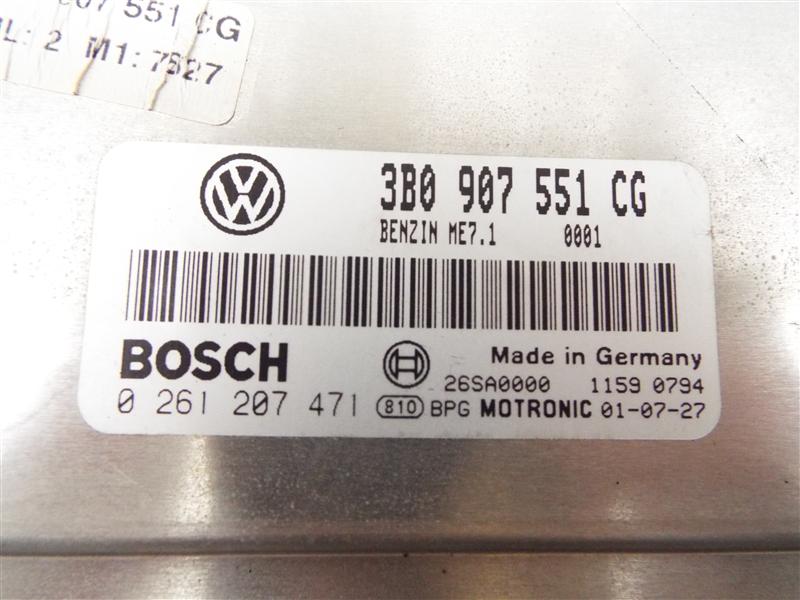 907 551 CG
L: 2 M1: 7527
3B0 907 551 CG
BENZIN ME7.1 0001
BOSCH
Made in Germany
26SA0000 1159 0794
0 261 207 471
810 BPG MOTRONIC 01-07-27